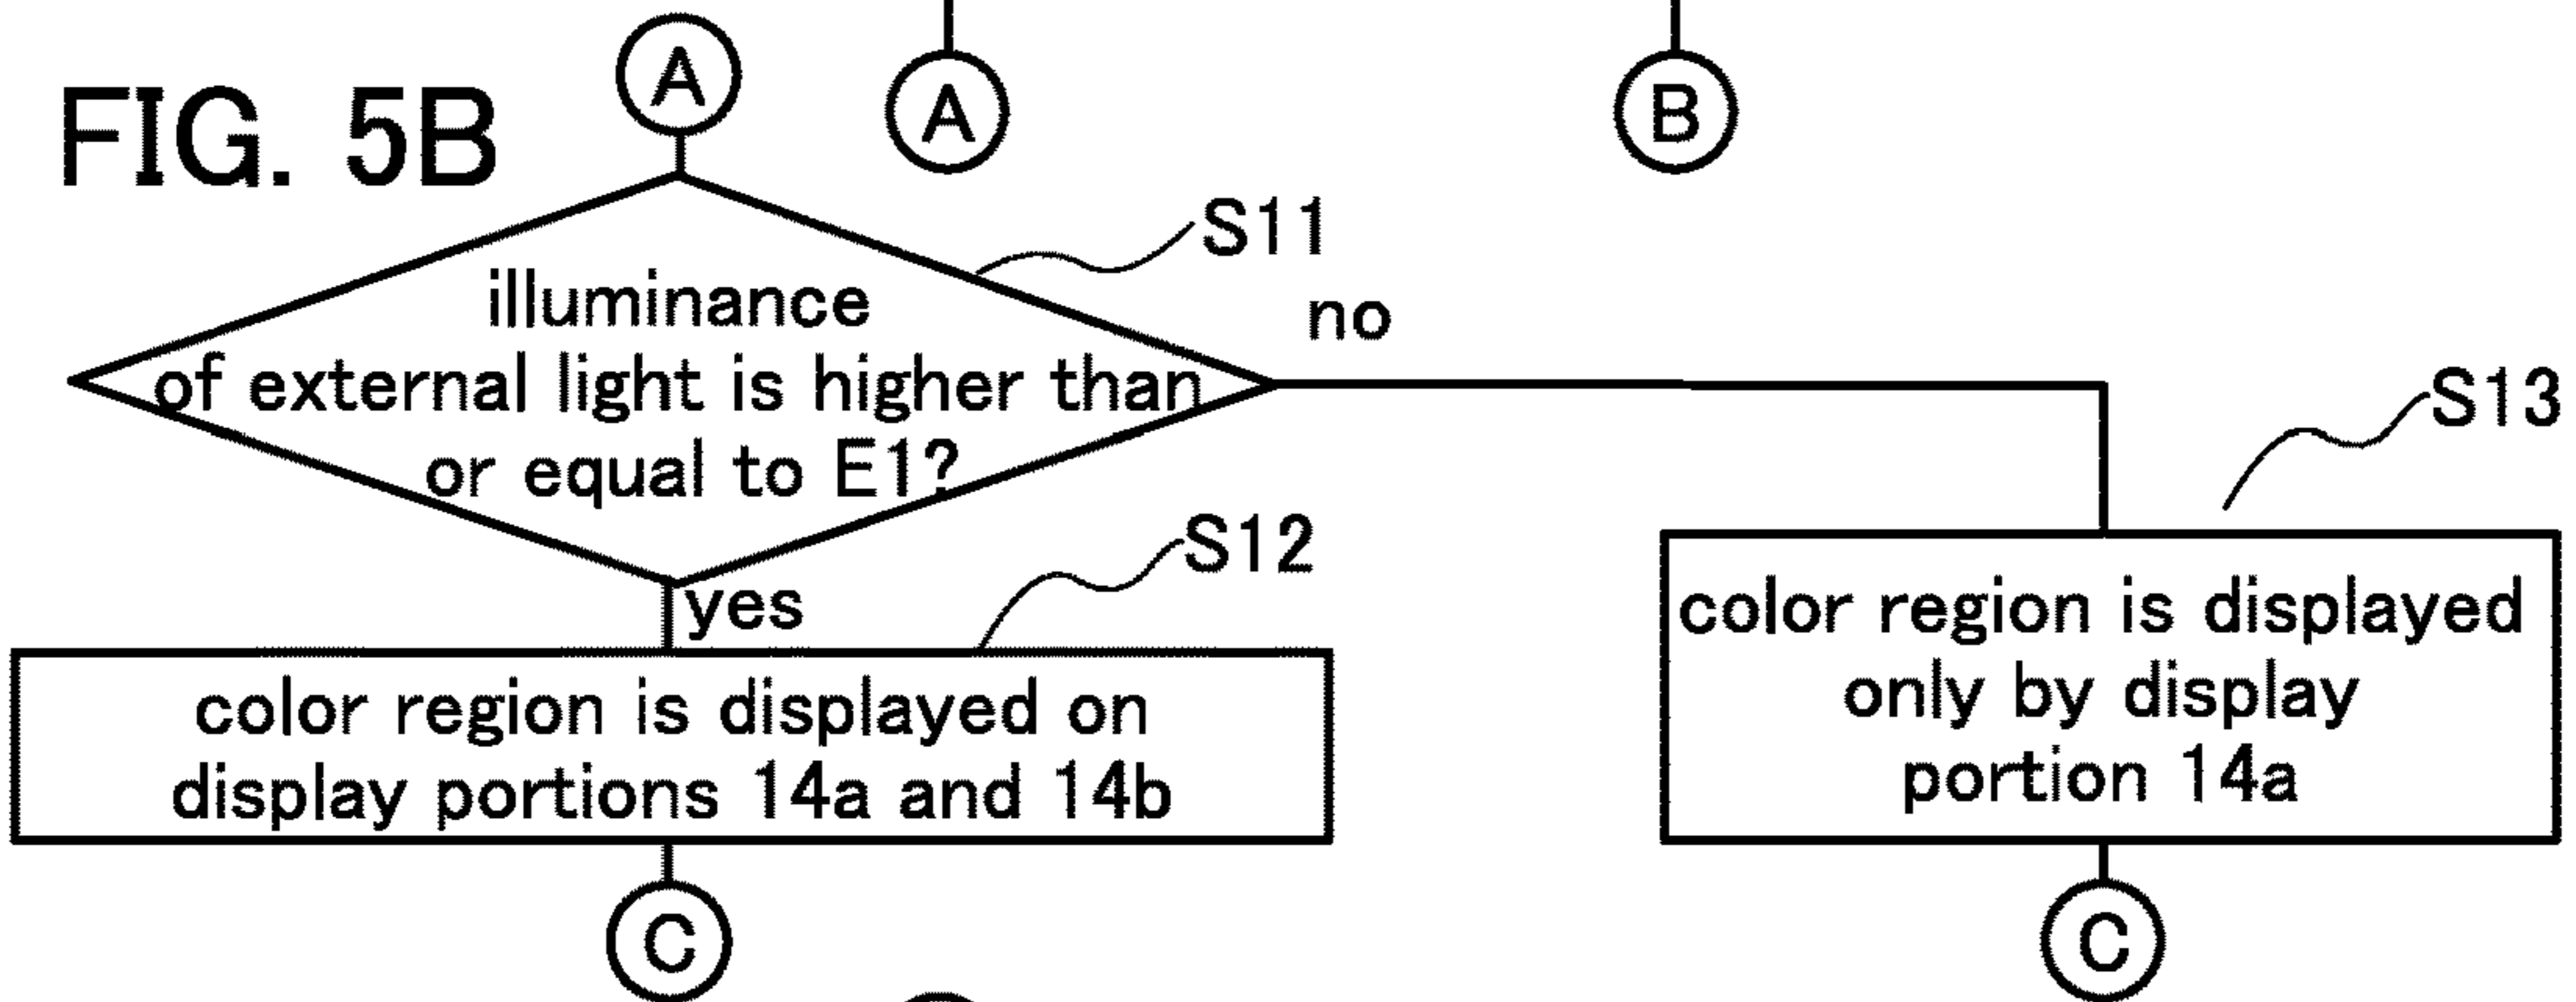 A
A
B
FIG. 5B
S11
illuminance
of external light is higher than
or equal to E1?
no
S13
yes
S12
color region is displayed on
display portions 14a and 14b
color region is displayed
only by display
portion 14a
C
C